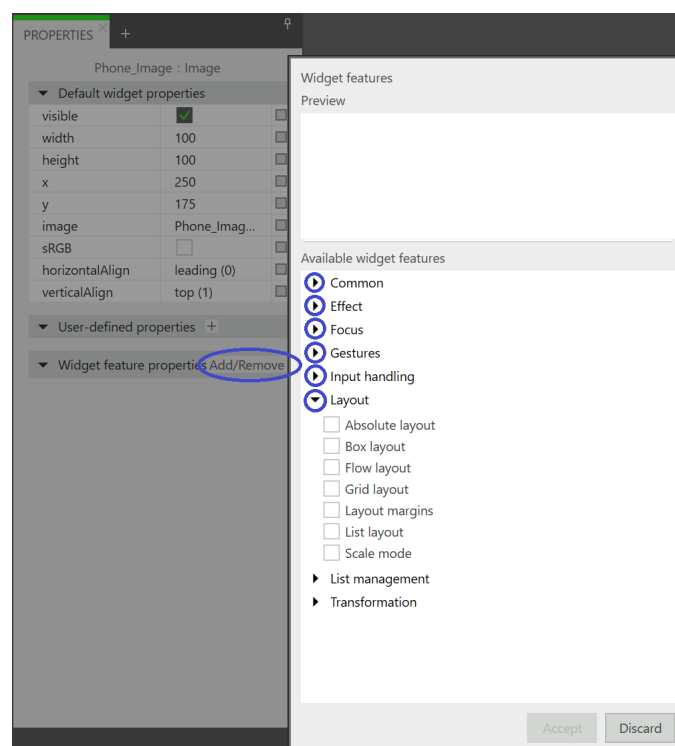 PROPERTIES × +
Phone_Image : Image
Default widget properties
visible
width 100
height 100
x 250
y 175
image Phone_Imag...
sRGB
horizontalAlign leading (0)
verticalAlign top (1)
User-defined properties +
Widget feature properties Add/Remove
Widget features
Preview
Available widget features
Common
Effect
Focus
Gestures
Input handling
Layout
Absolute layout
Box layout
Flow layout
Grid layout
Layout margins
List layout
Scale mode
List management
Transformation
Accept Discard